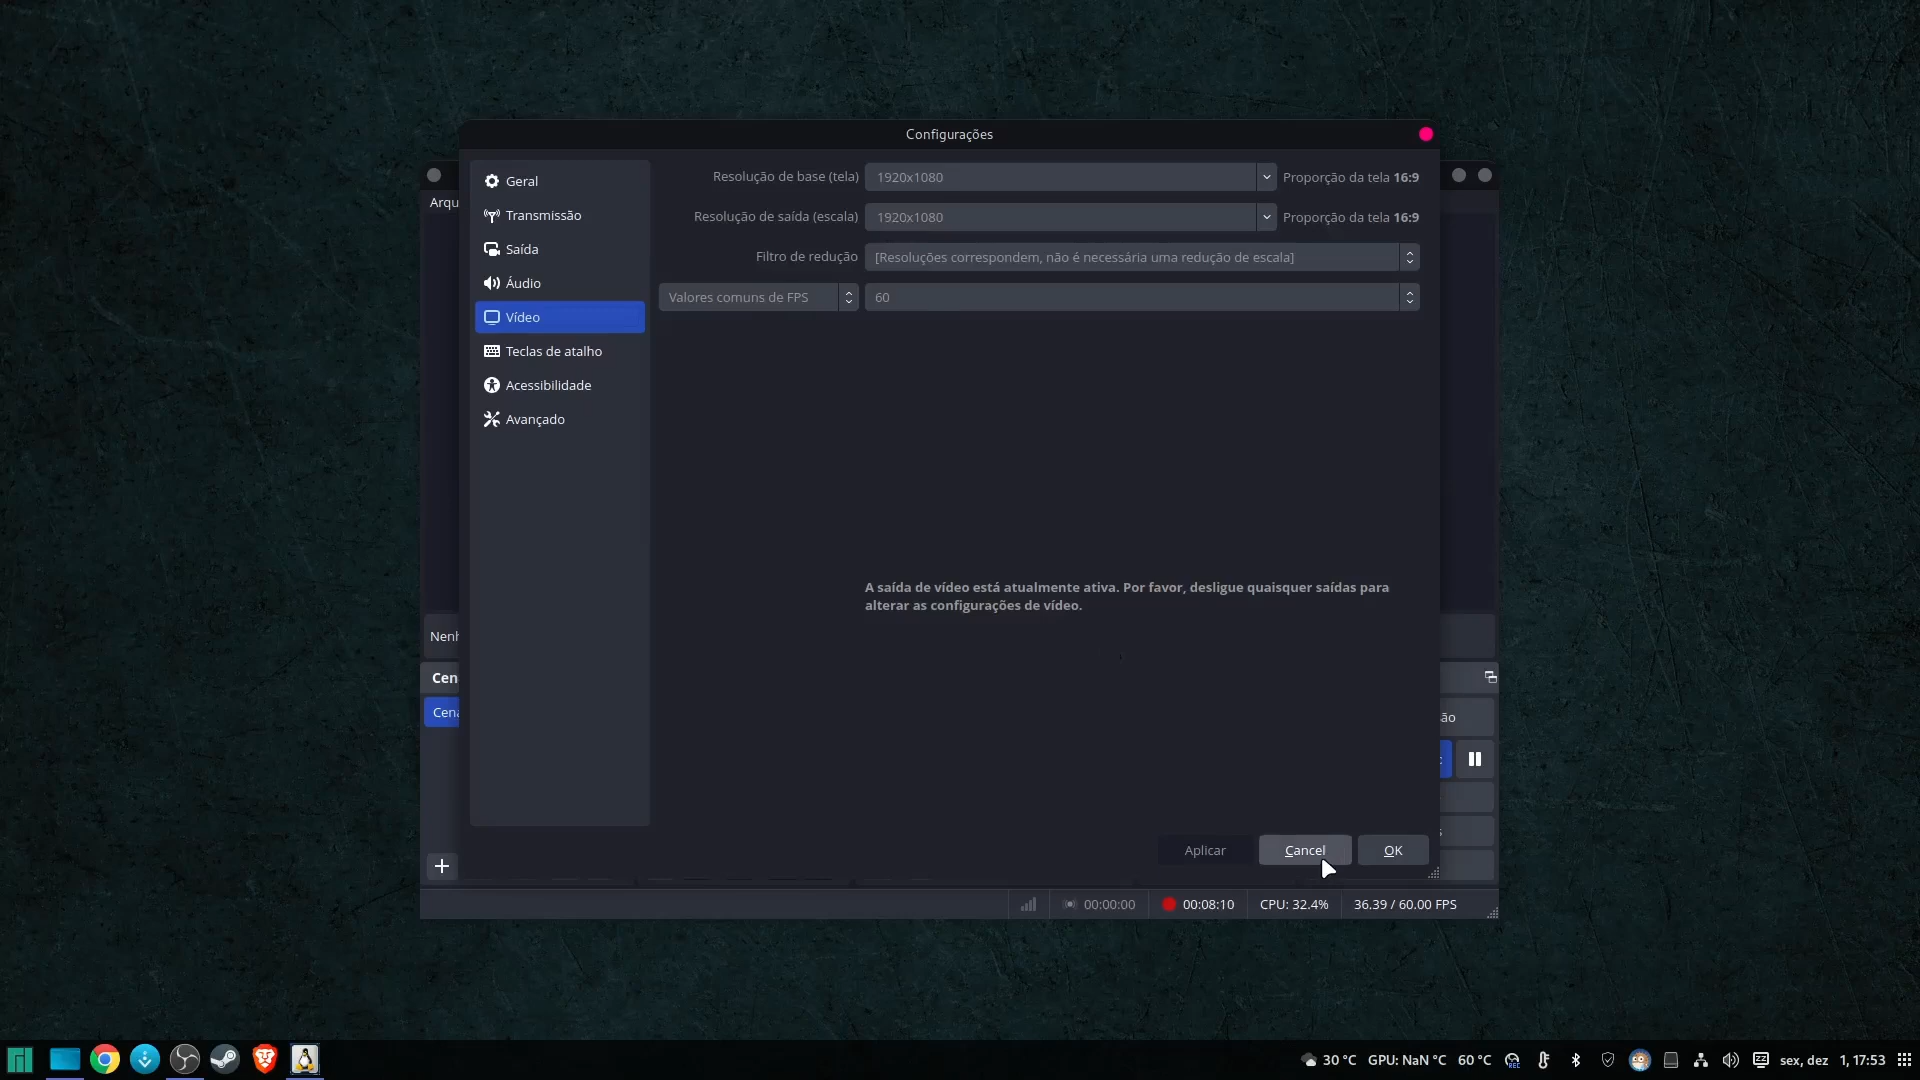 Configurações
Arqu
Geral
Transmissão
Saída
Áudio
Vídeo
Teclas de atalho
Acessibilidade
Avançado
Resolução de base (tela) 1920x1080 Proporção da tela 16:9
Resolução de saída (escala) 1920x1080 Proporção da tela 16:9
Filtro de redução [Resoluções correspondem, não é necessária uma redução de escala]
Valores comuns de FPS 60
A saída de vídeo está atualmente ativa. Por favor, desligue quaisquer saídas para
alterar as configurações de vídeo.
Nenh
Cen
Cena
ão
s
Aplicar Cancel OK
00:00:00 00:08:10 CPU: 32.4% 36.39 / 60.00 FPS
30 °C GPU: NaN °C 60 °C REC sex, dez 1, 17:53